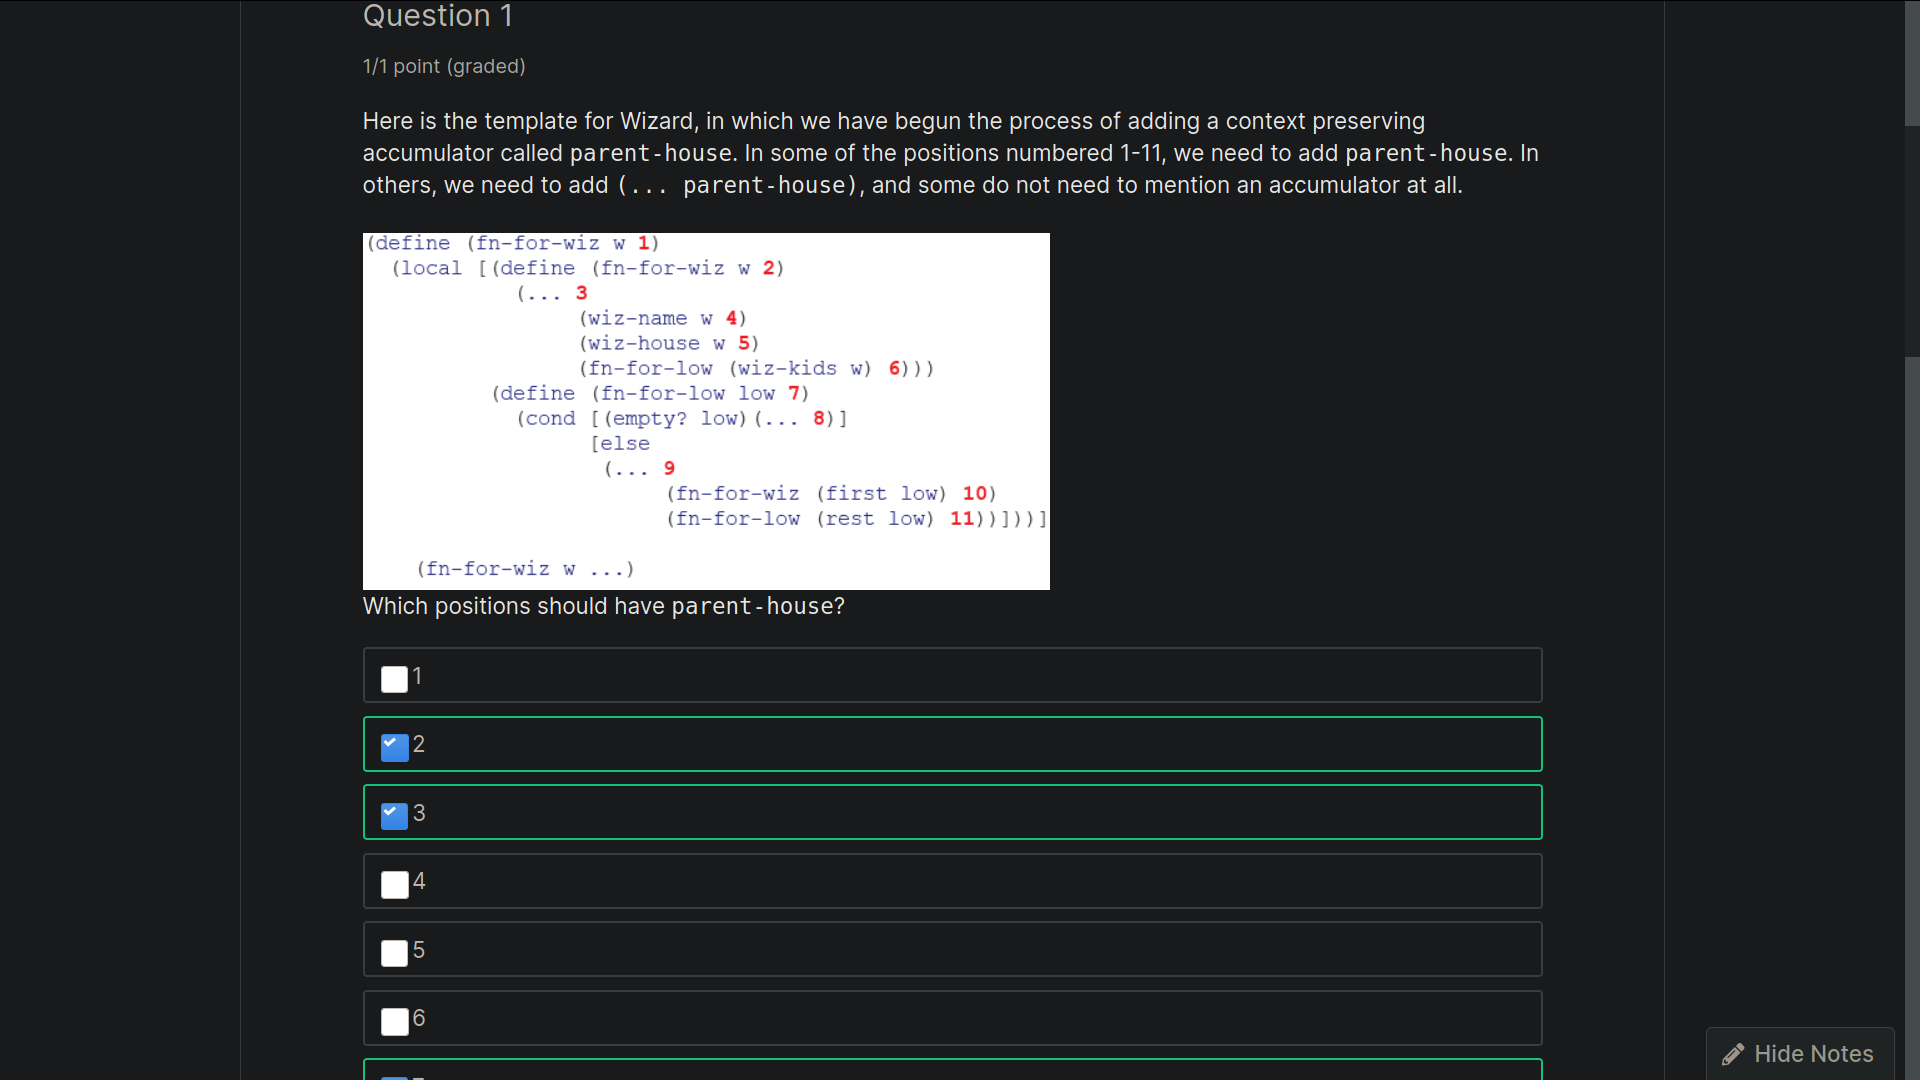 Question 1
1/1 point (graded)
Here is the template for Wizard, in which we have begun the process of adding a context preserving
accumulator called parent-house. In some of the positions numbered 1-11, we need to add parent-house. In
others, we need to add (... parent-house), and some do not need to mention an accumulator at all.
(define (fn-for-wiz w 1)
(local [(define (fn-for-wiz w 2)
(... 3
(wiz-name w 4)
(wiz-house w 5)
(fn-for-low (wiz-kids w) 6)))
(define (fn-for-low low 7)
(cond [(empty? low)(... 8)]
[else
(... 9
(fn-for-wiz (first low) 10)
(fn-for-low (rest low) 11))]))]
(fn-for-wiz w ...)
Which positions should have parent-house?
1
2
3
4
5
6
Hide Notes